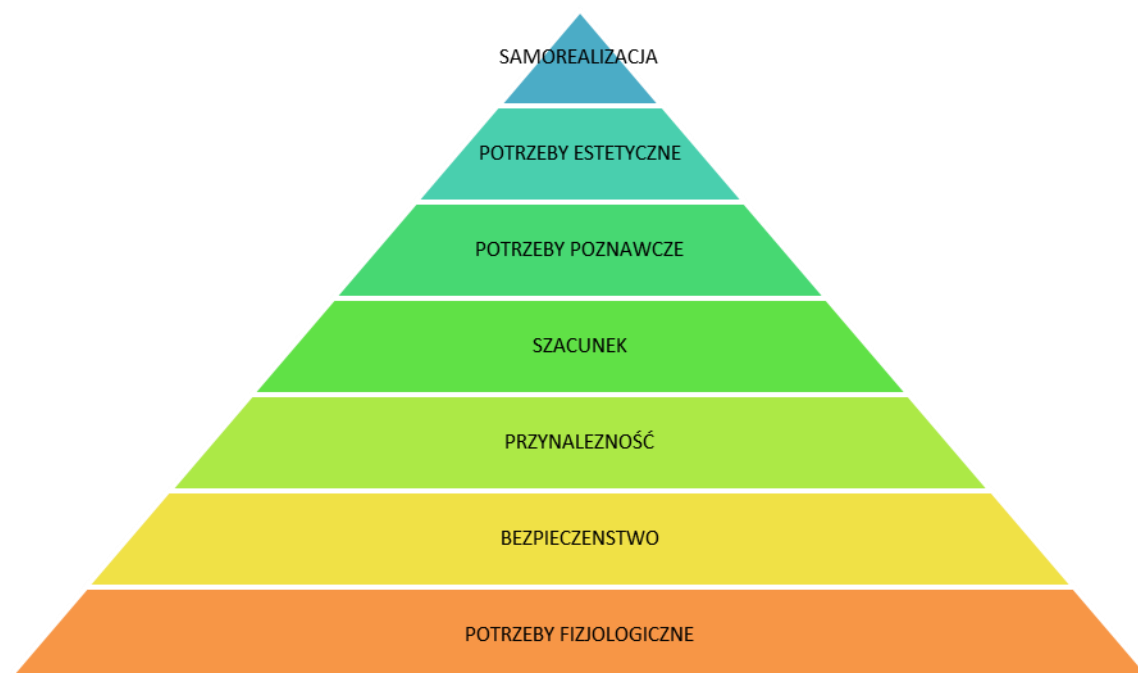 SAMOREALIZACJA
POTRZEBY ESTETYCZNE
POTRZEBY POZNAWCZE
SZACUNEK
PRZYNALEZNOŚĆ
BEZPIECZENSTWO
POTRZEBY FIZJOLOGICZNE